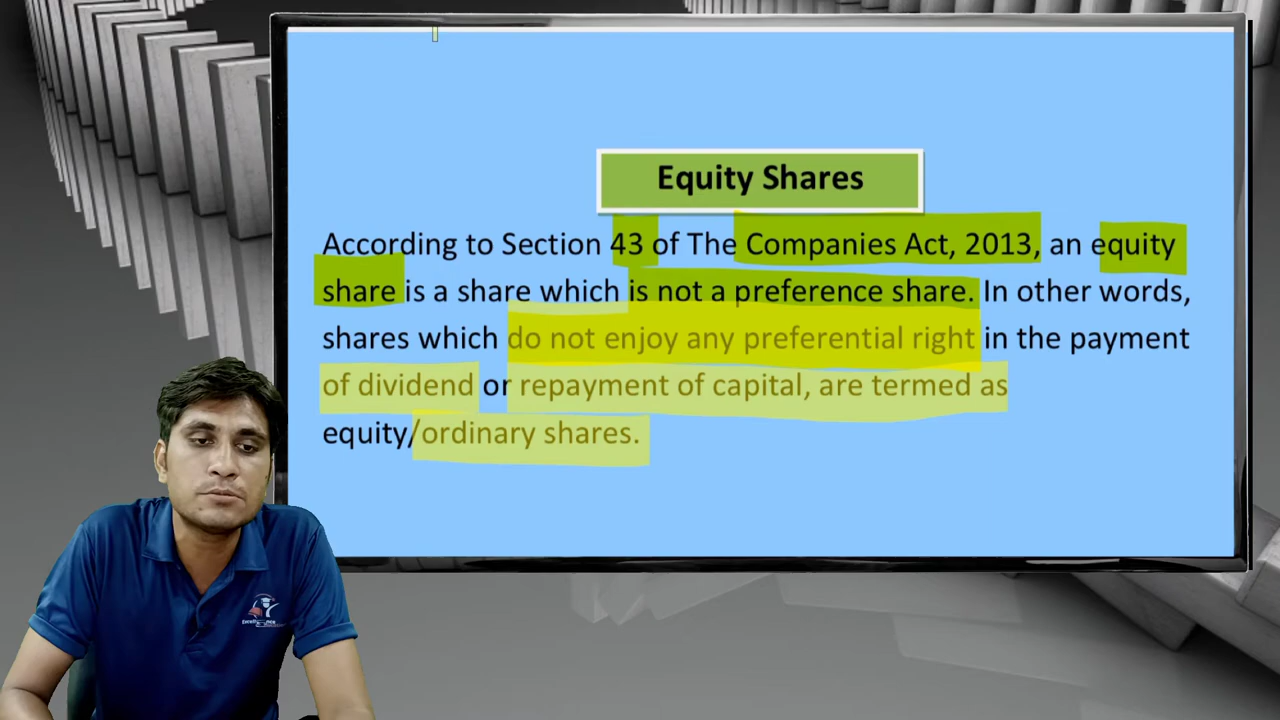 Equity Shares
According to Section 43 of The Companies Act, 2013, an equity
share is a share which is not a preference share. In other words,
shares which do not enjoy any preferential right in the payment
of dividend or repayment of capital, are termed as
equity/ordinary shares.